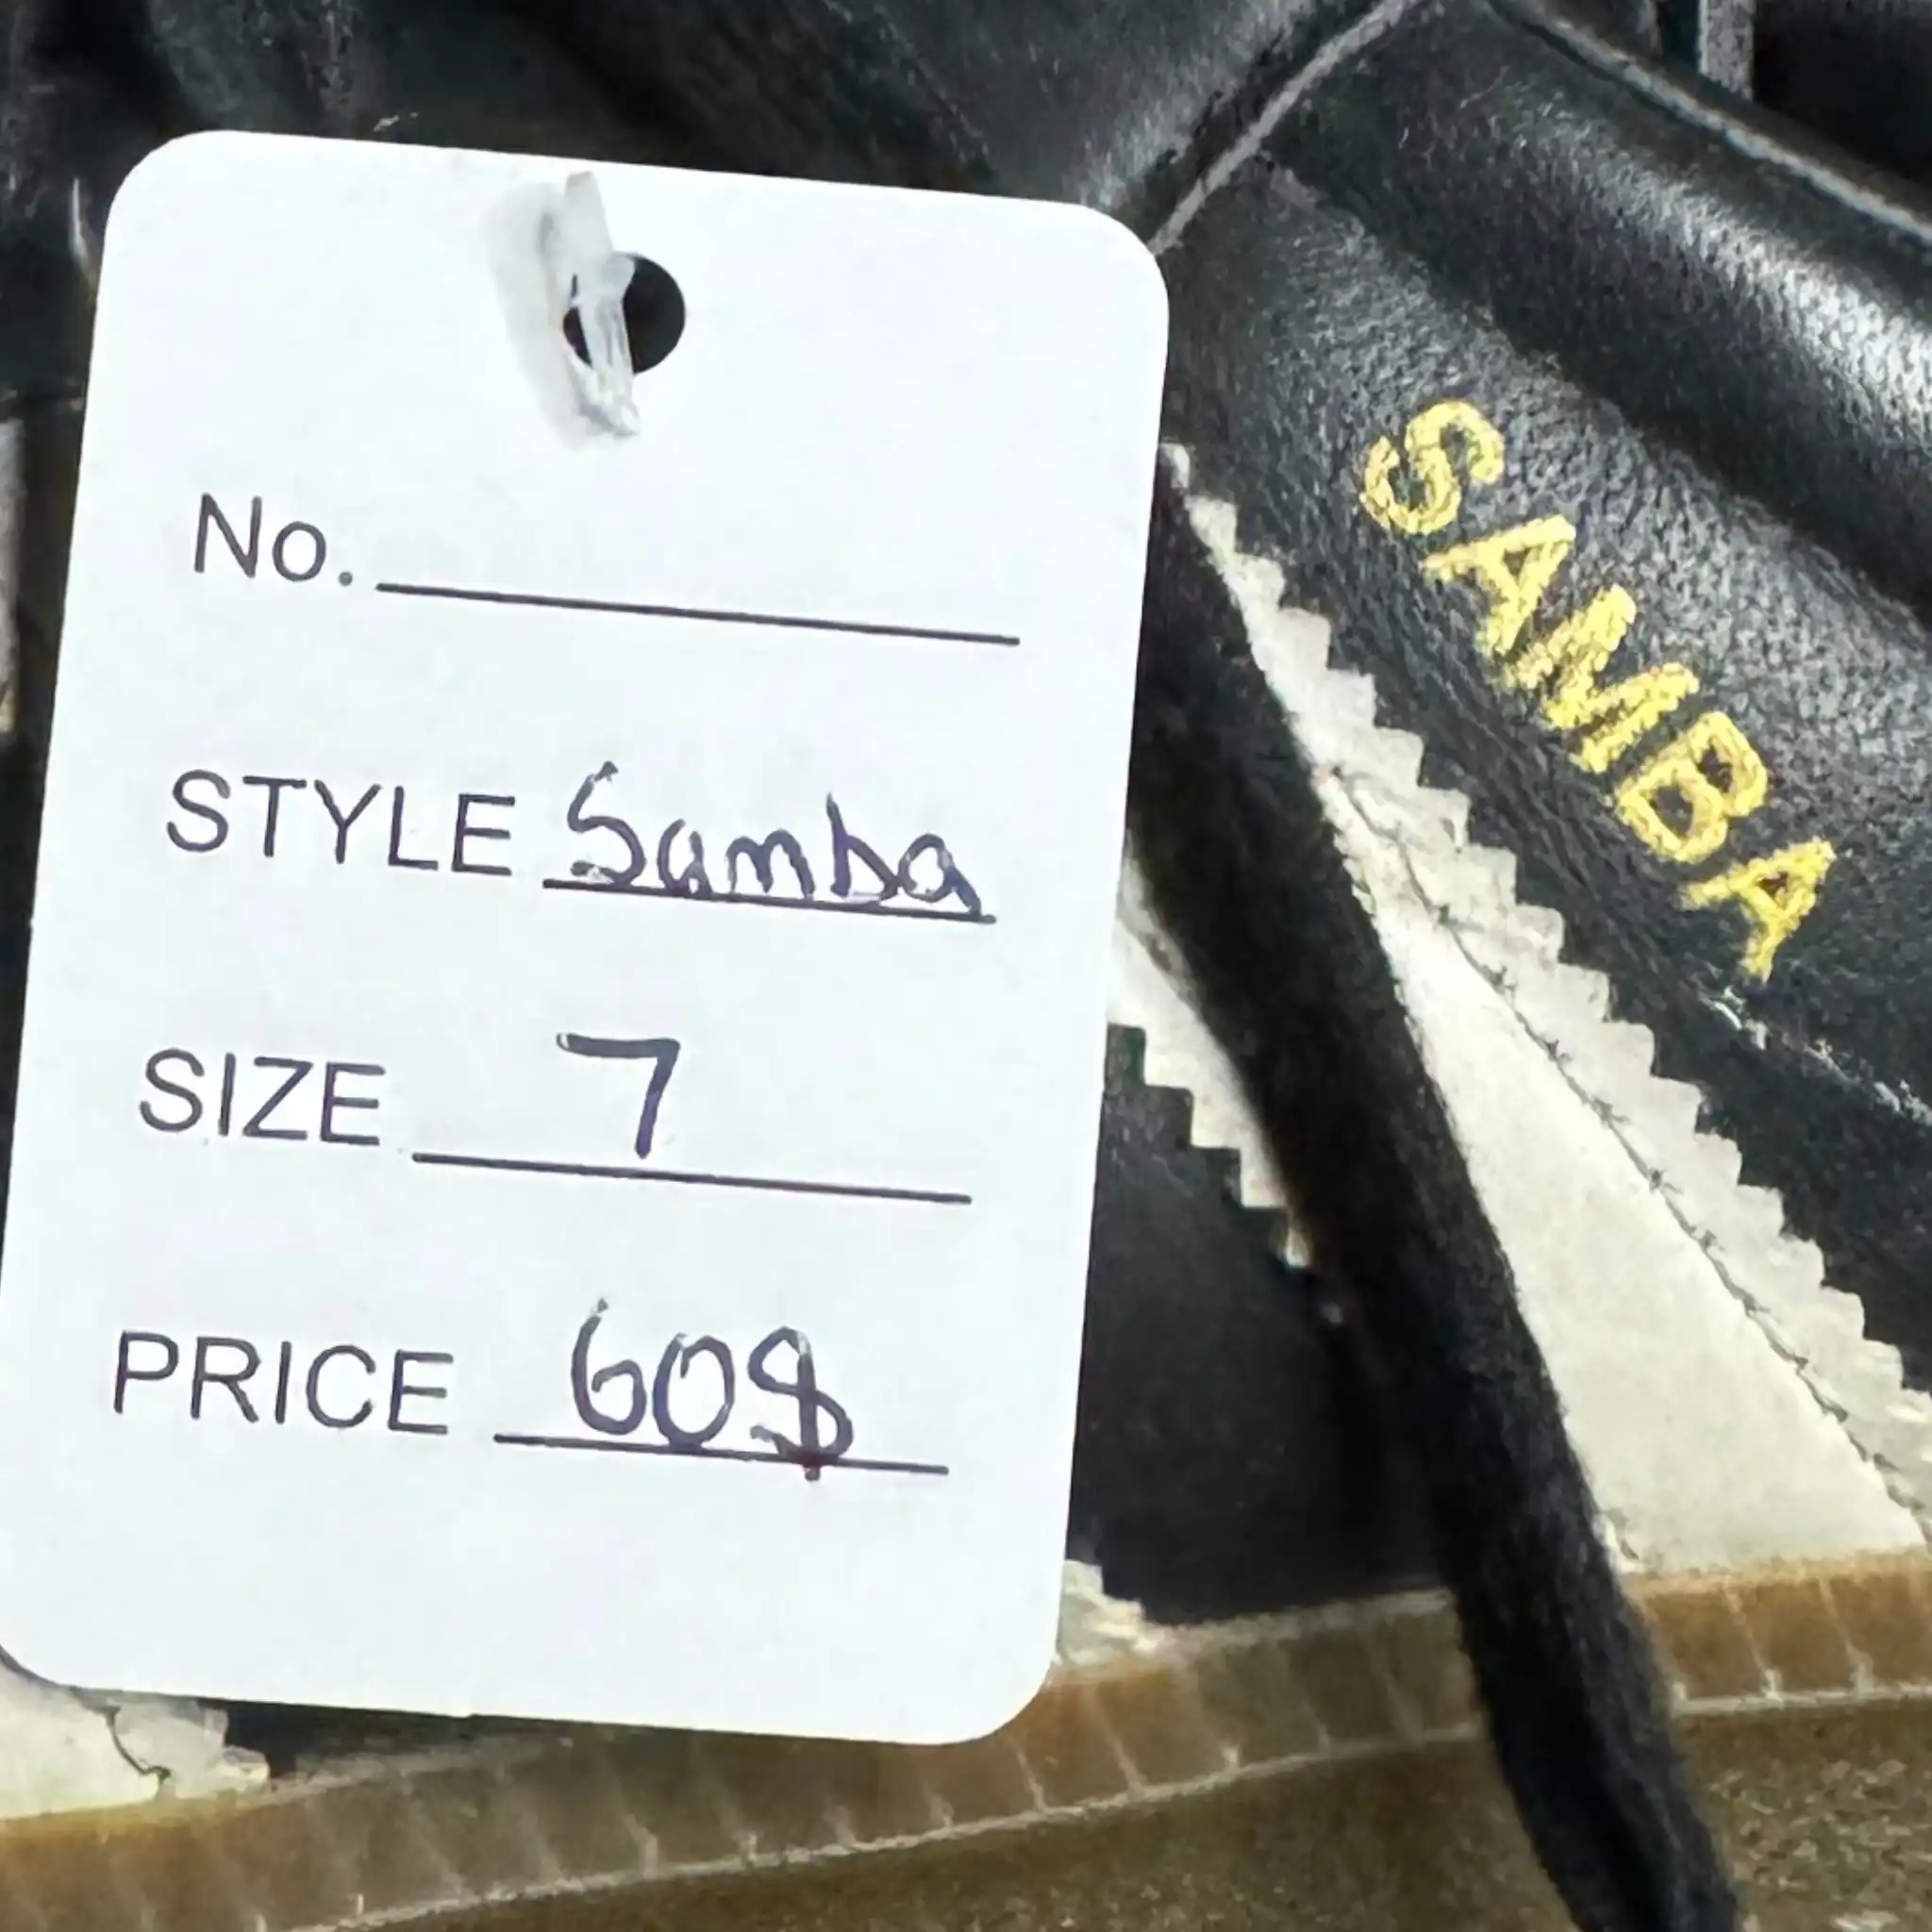 No.
STYLE Samba
SIZE 7
PRICE 60$
SAMBA